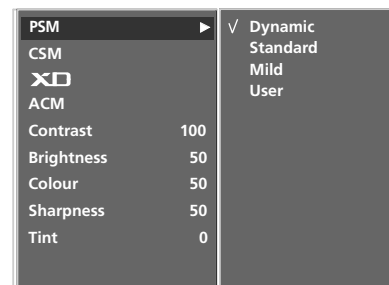 PSM
CSM
XD
ACM
Contrast 100
Brightness 50
Colour 50
Sharpness 50
Tint 0
√ Dynamic
Standard
Mild
User